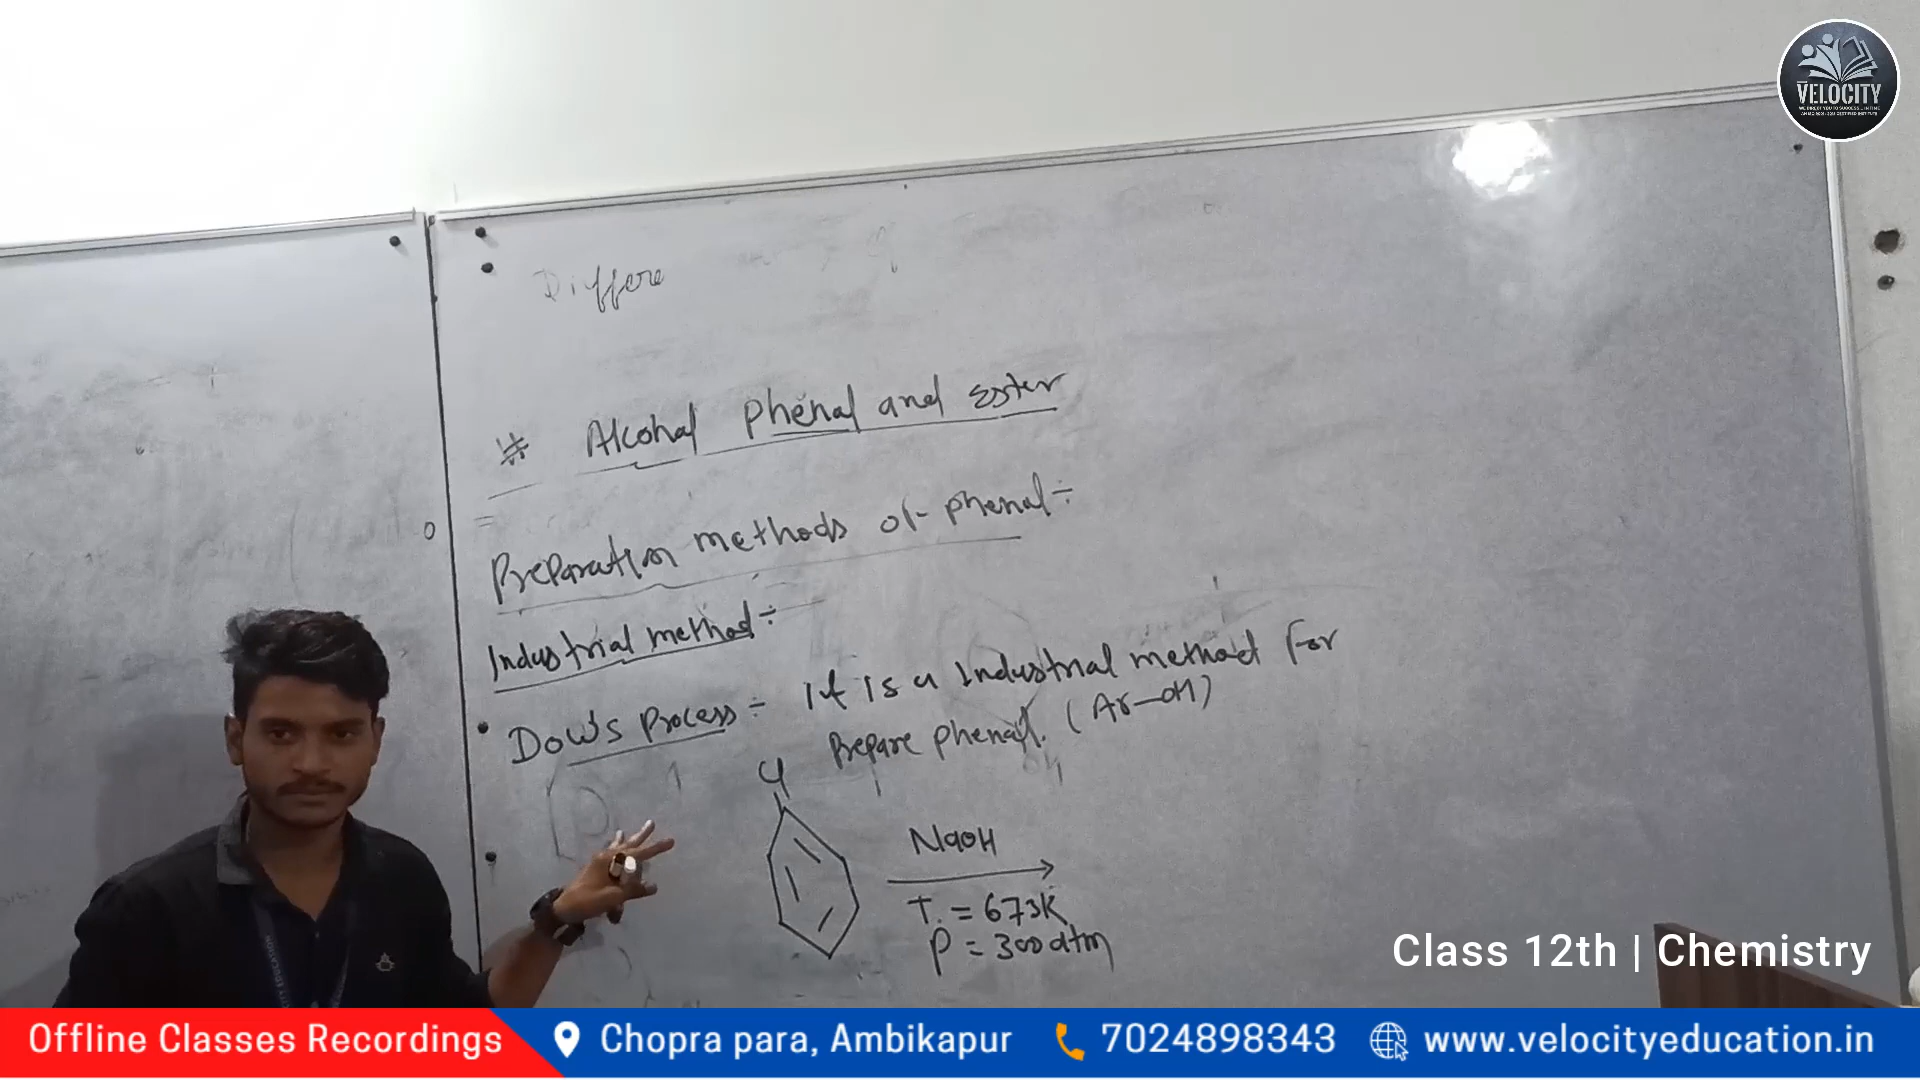 VELOCITY
Differe
# Alcohal phenal and Ester
Preparation methods of phenal ÷
Industrial method ÷
• Dow's Process ÷ It is a Industrial method for
Prepare phenal. (Ar-OH)
Cl
NaOH
T. = 673K
P = 300 atm
Class 12th | Chemistry
Offline Classes Recordings
Chopra para, Ambikapur
7024898343
www.velocityeducation.in